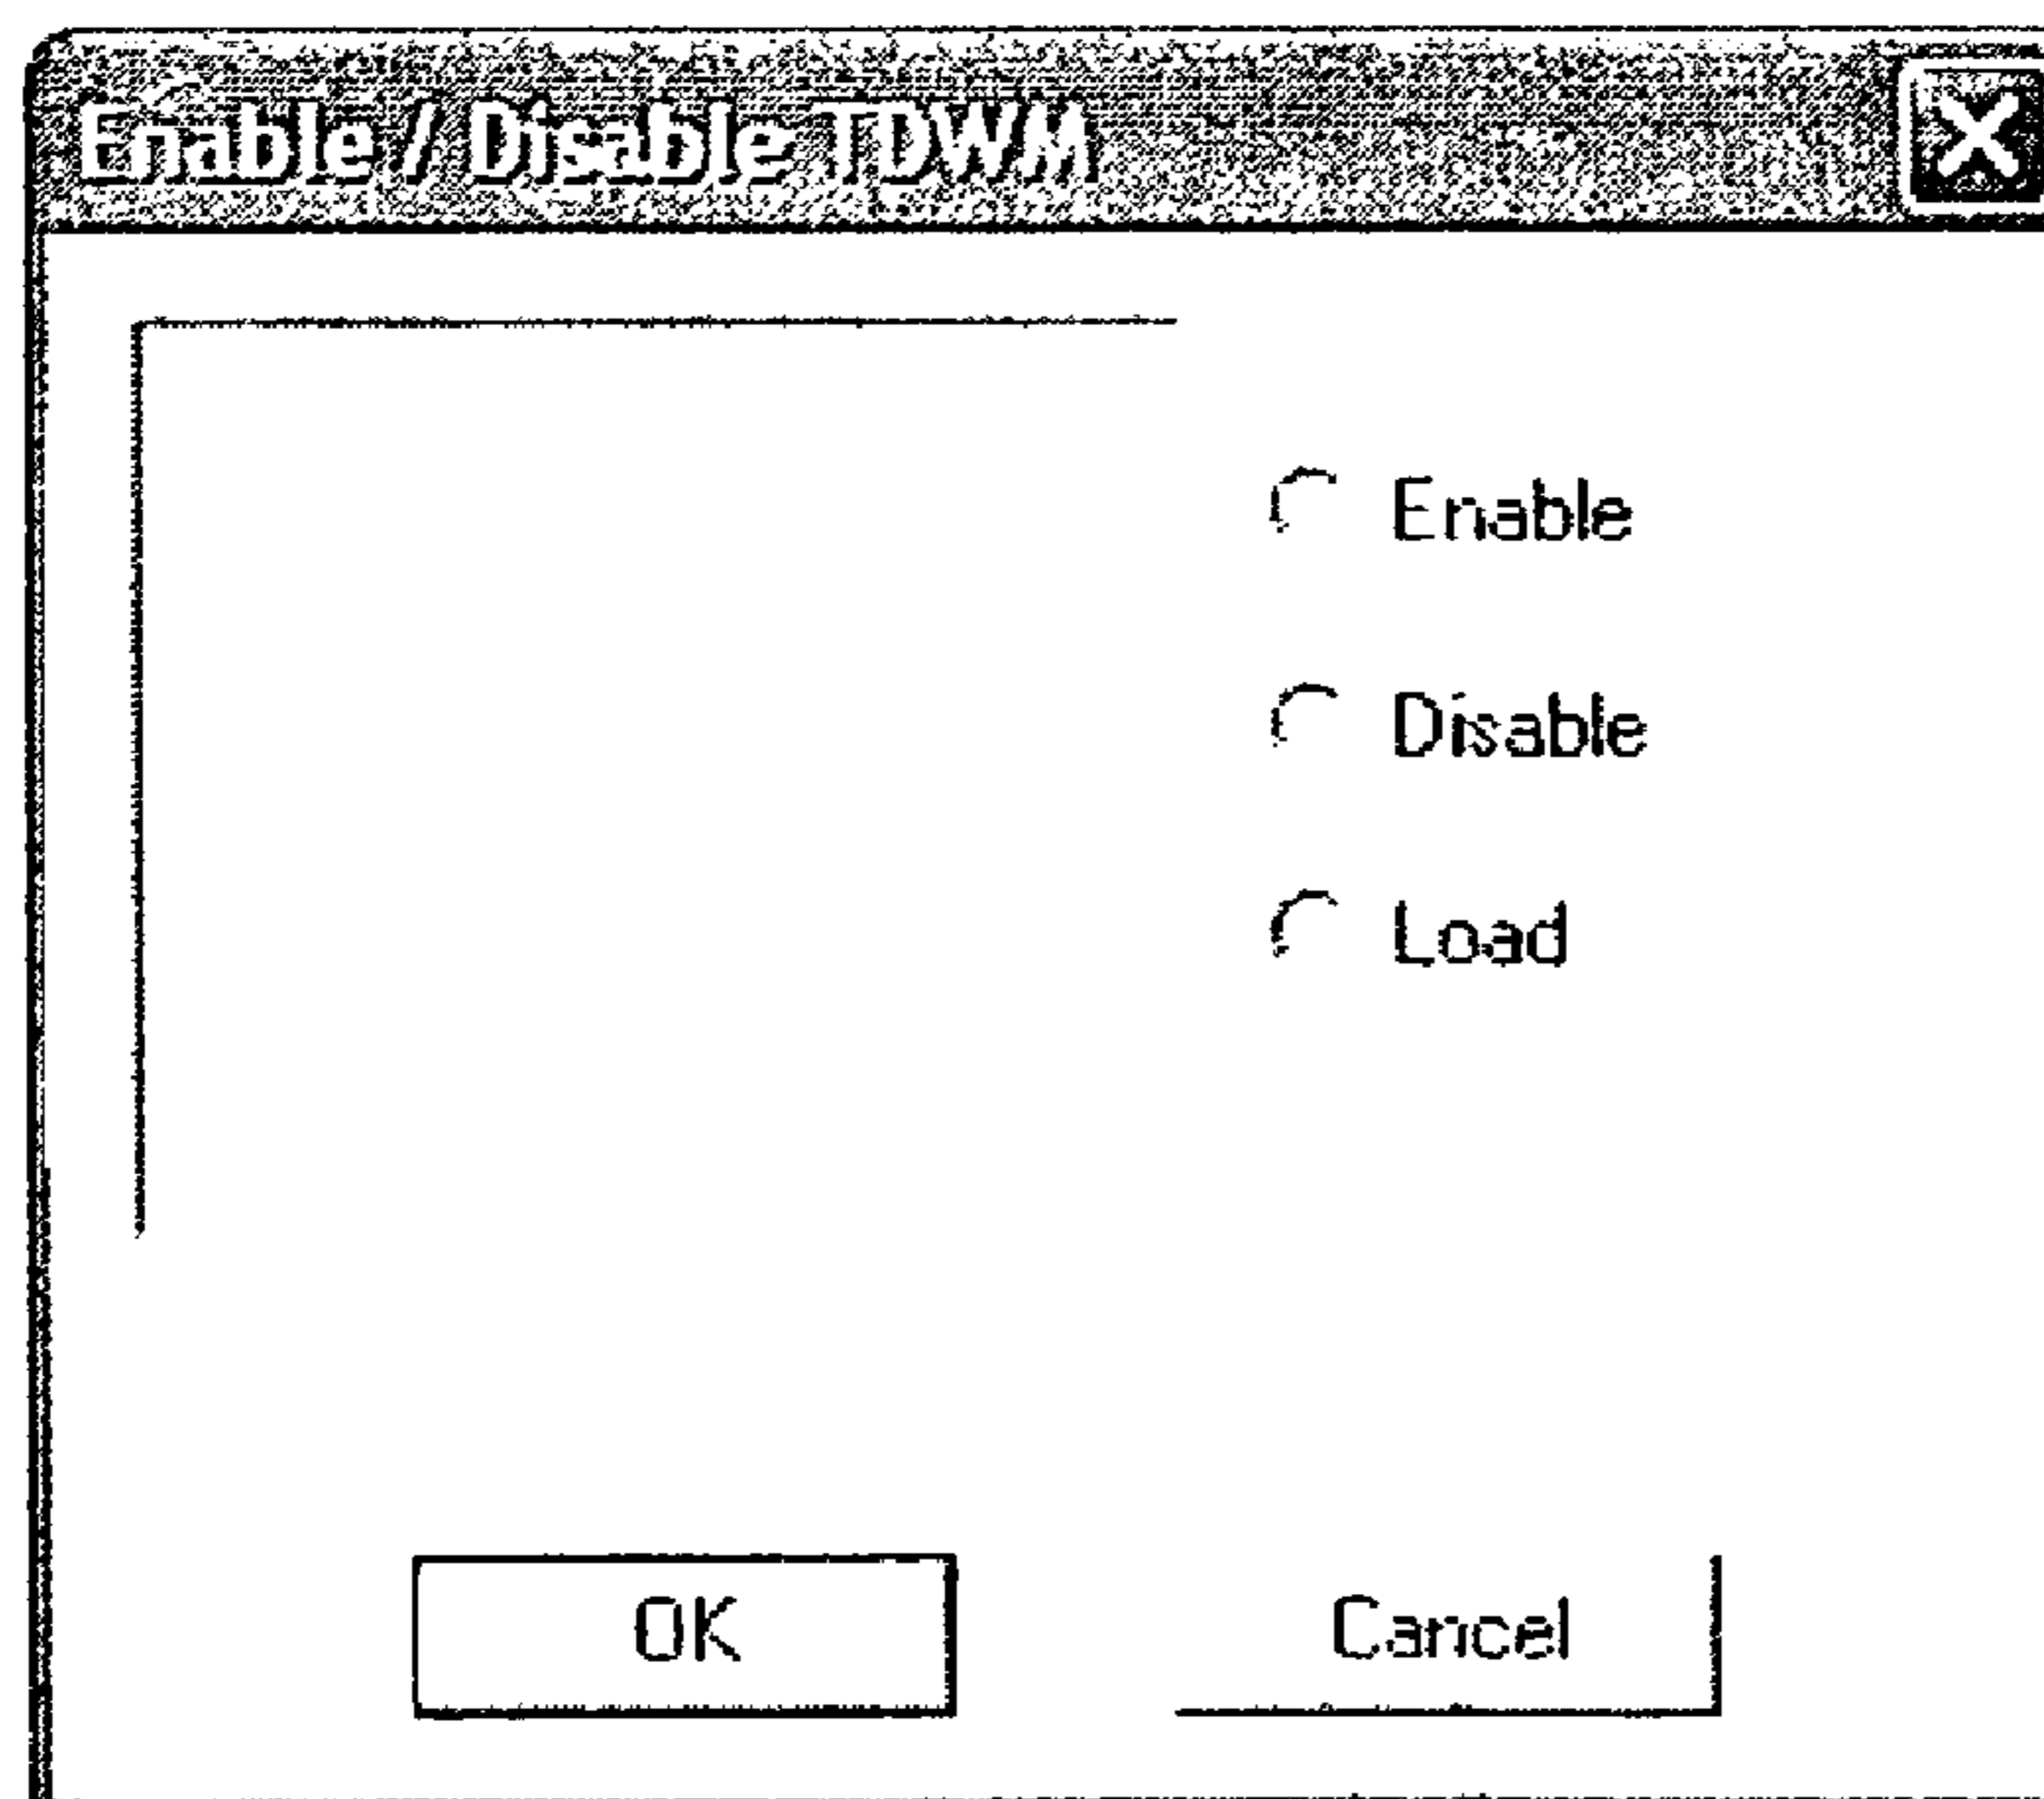 Enable / Disable TDWM
Enable
Disable
Load
OK
Cancel